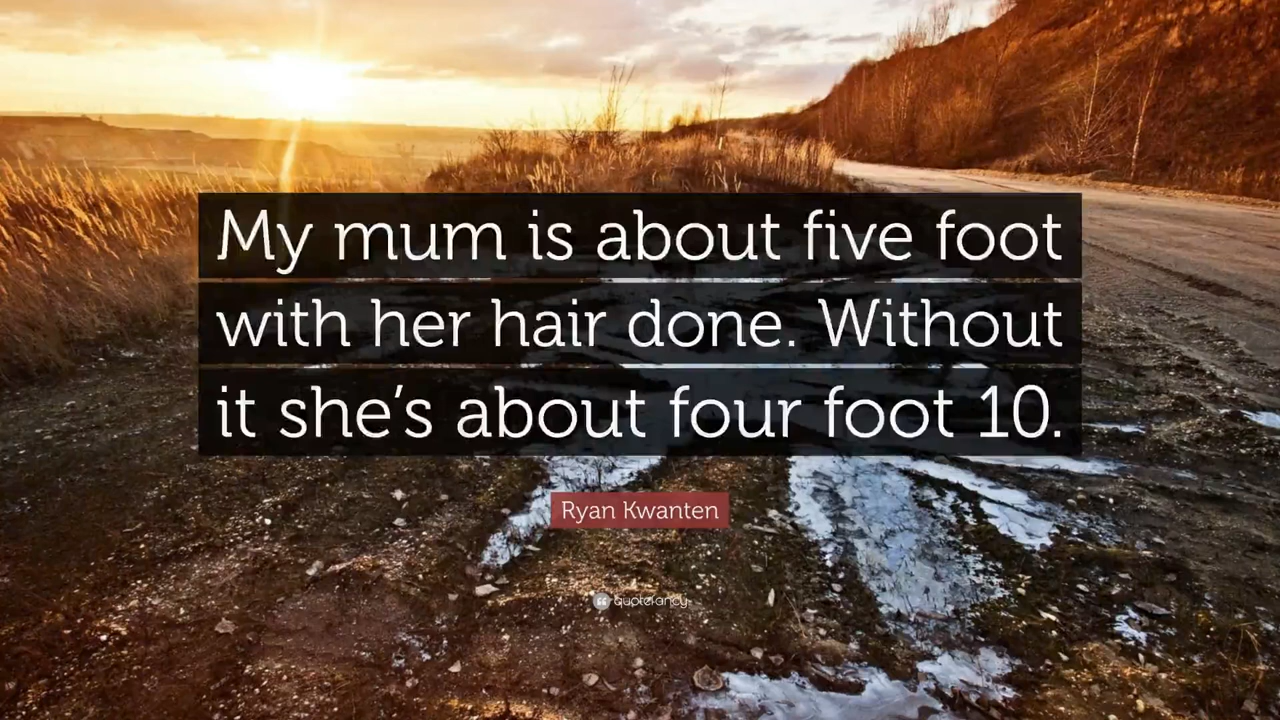 My mum is about five foot
with her hair done. Without
it she’s about four foot 10.
Ryan Kwanten
quotefancy